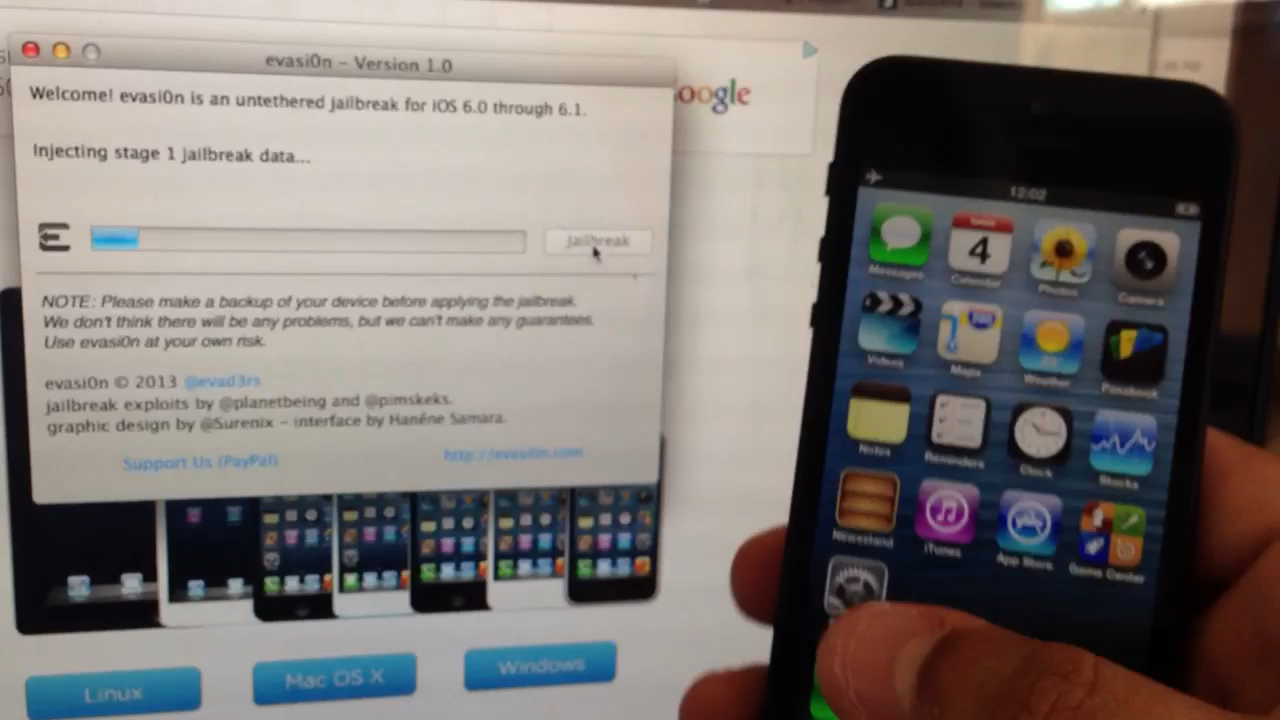 evasi0n – Version 1.0
Welcome! evasi0n is an untethered jailbreak for iOS 6.0 through 6.1.
Injecting stage 1 jailbreak data...
Jailbreak
NOTE: Please make a backup of your device before applying the jailbreak.
We don't think there will be any problems, but we can't make any guarantees.
Use evasi0n at your own risk.
evasi0n © 2013 @evad3rs
jailbreak exploits by @planetbeing and @pimskeks.
graphic design by @Surenix – interface by Hanéne Samara.
Support Us (PayPal)
http://evasi0n.com
oogle
Linux
Mac OS X
Windows
12:02
4
Messages
Calendar
Photos
Camera
Videos
Maps
Weather
Passbook
Notes
Reminders
Clock
Stocks
Newsstand
iTunes
App Store
Game Center